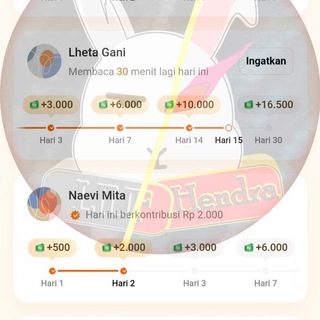 Lheta Gani
Membaca 30 menit lagi hari ini
Ingatkan
+3.000 +6.000 +10.000 +16.500
Hari 3 Hari 7 Hari 14 Hari 15 Hari 30
Naevi Mita
Hari ini berkontribusi Rp 2.000
Hendra
+500 +2.000 +3.000 +6.000
Hari 1 Hari 2 Hari 3 Hari 7